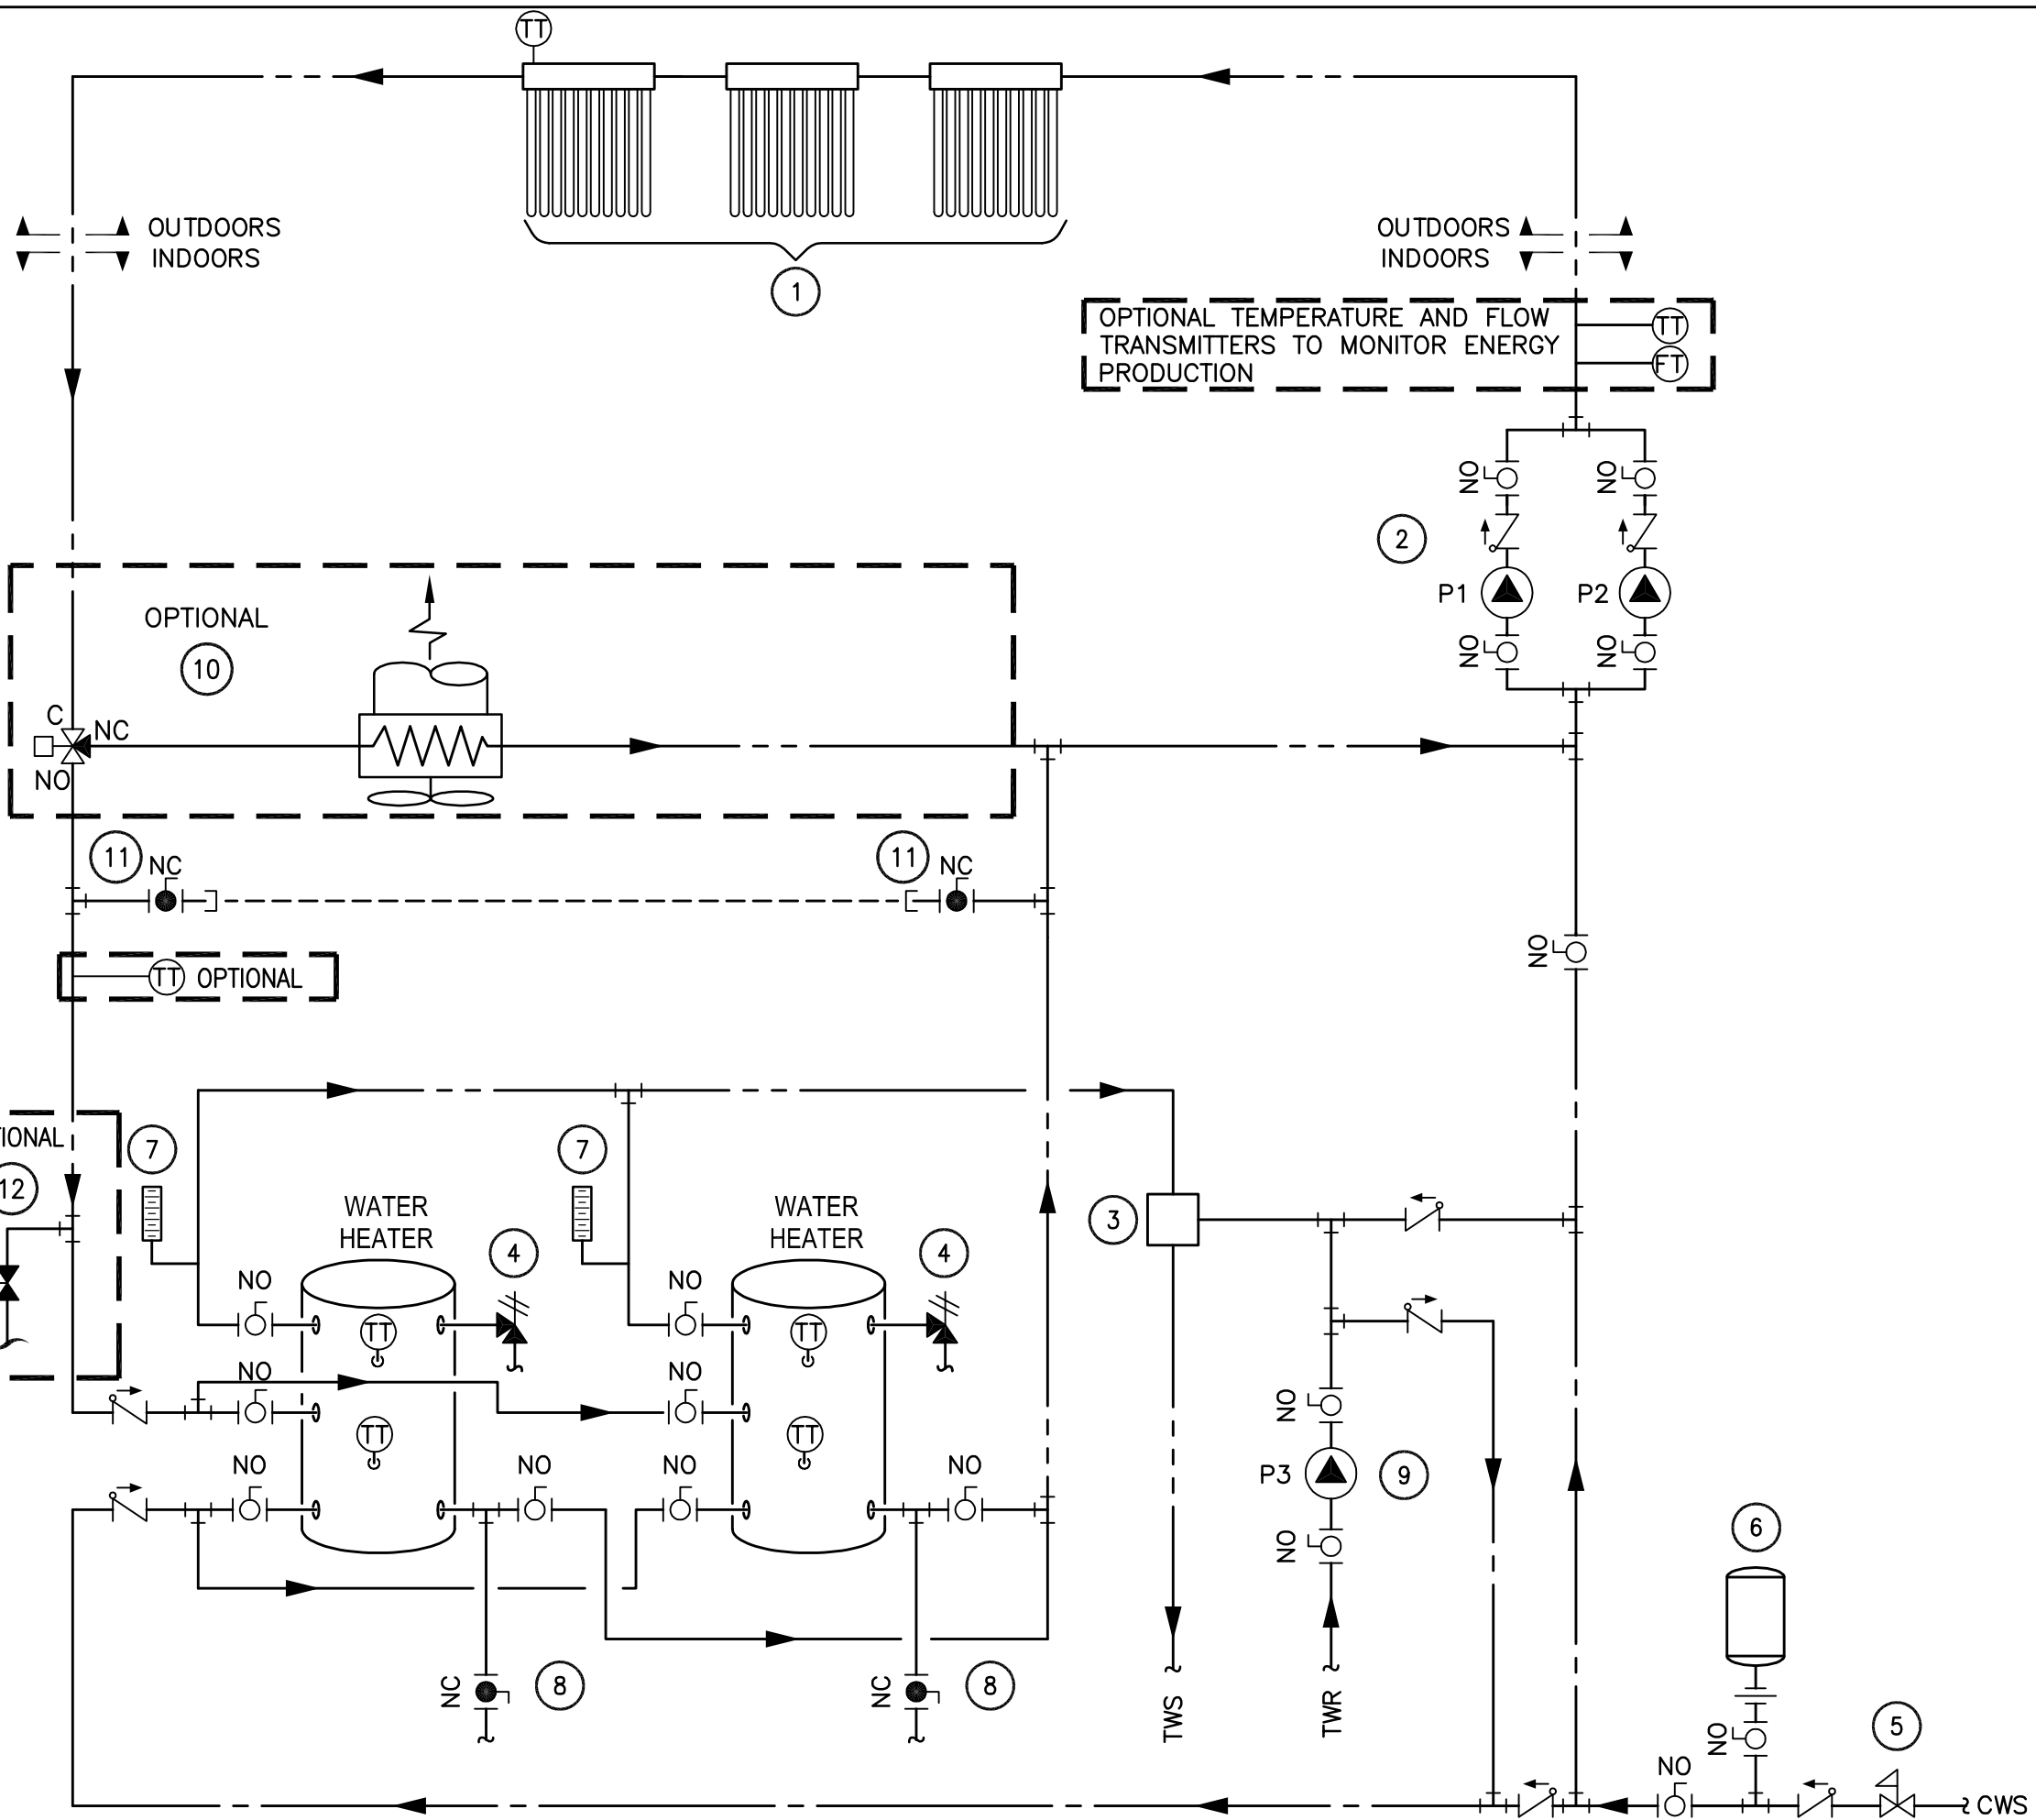 TT
OUTDOORS
INDOORS
OUTDOORS
INDOORS
1
OPTIONAL TEMPERATURE AND FLOW
TRANSMITTERS TO MONITOR ENERGY
PRODUCTION
TT
FT
NO
NO
2
P1
P2
NO
NO
OPTIONAL
10
C
NC
NO
11
NC
11
NC
TT OPTIONAL
NO
TIONAL
12
7
7
WATER
HEATER
WATER
HEATER
4
4
3
NO
NO
TT
TT
NO
NO
TT
TT
NO
NO
NO
NO
NO
P3
9
NO
6
8
8
NC
NC
TWS
TWR
5
NO
NO
CWS